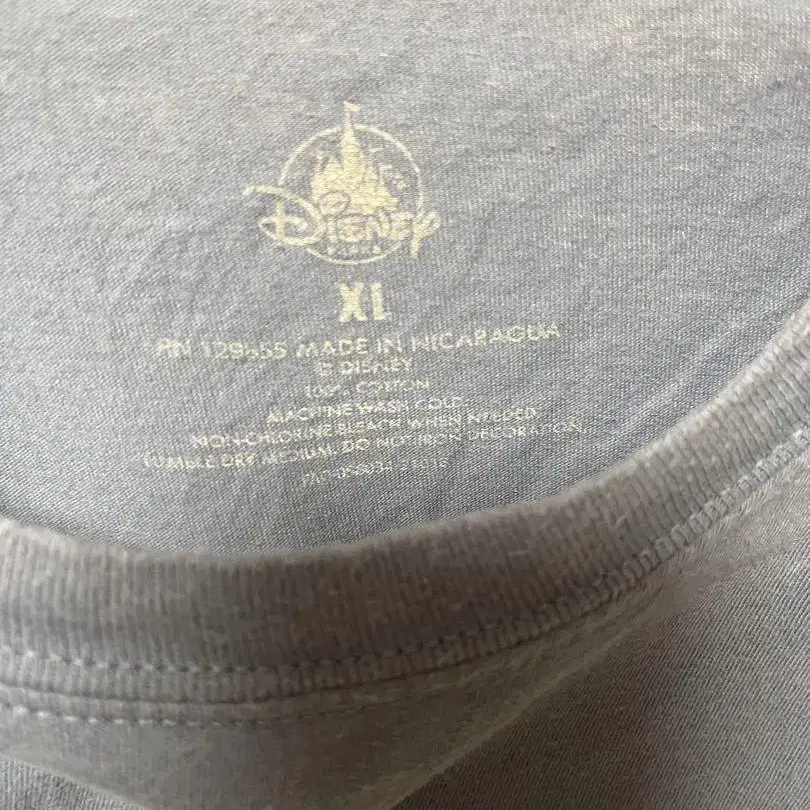 Disney
PARKS
XL
RN 129655 MADE IN NICARAGUA
© DISNEY
100% COTTON
MACHINE WASH COLD.
NON-CHLORINE BLEACH WHEN NEEDED.
TUMBLE DRY MEDIUM. DO NOT IRON DECORATION.